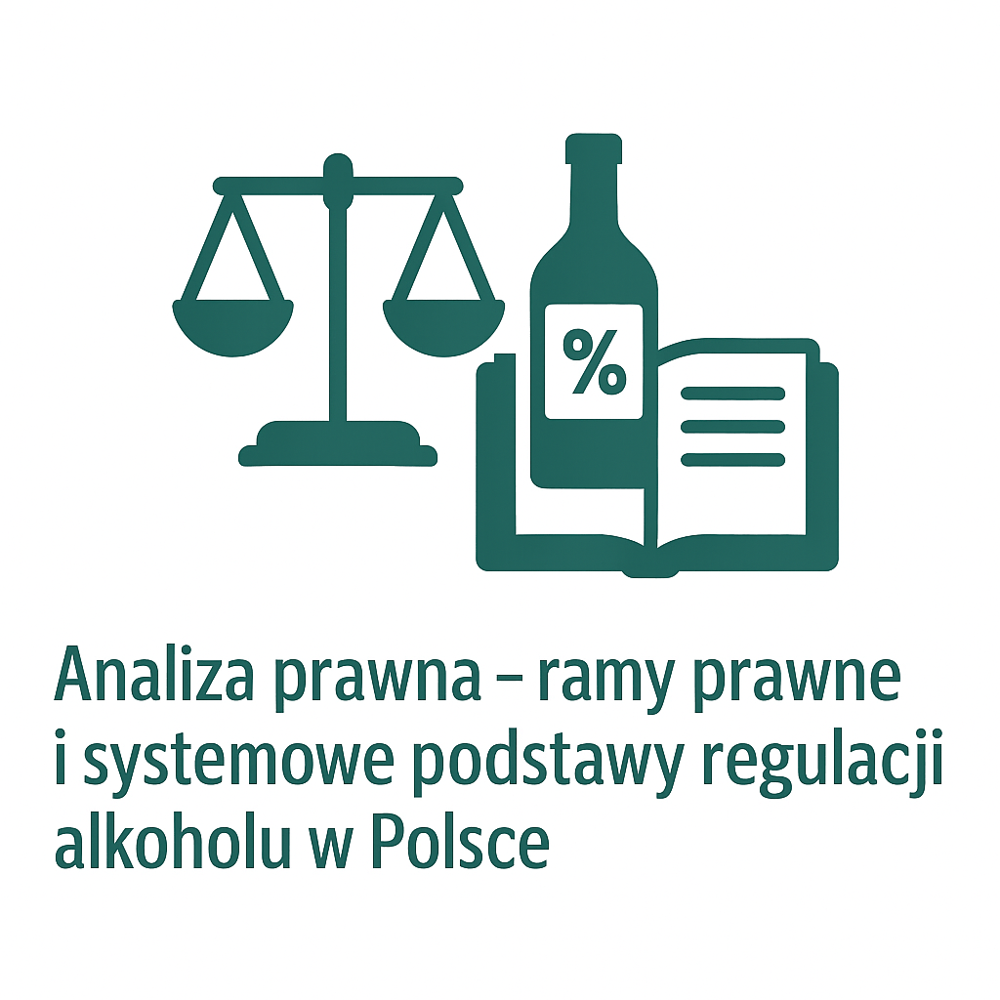 %
Analiza prawna – ramy prawne
i systemowe podstawy regulacji
alkoholu w Polsce